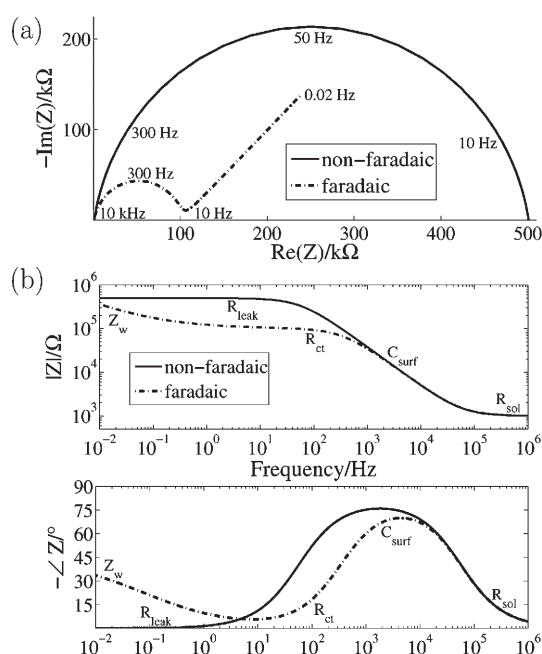 (a)
−Im(Z)/kΩ
200
100
50 Hz
300 Hz
0.02 Hz
10 Hz
non−faradaic
faradaic
300 Hz
10 kHz
10 Hz
100 200 300 400 500
Re(Z)/kΩ
(b)
|Z|/Ω
10^6
10^5
10^4
10^3
R_leak
Z_w
R_ct
C_surf
R_sol
non−faradaic
faradaic
10^−2 10^−1 10^0 10^1 10^2 10^3 10^4 10^5 10^6
Frequency/Hz
−∠ Z/°
90
75
60
45
30
15
Z_w
C_surf
R_leak
R_ct
R_sol
10^−2 10^−1 10^0 10^1 10^2 10^3 10^4 10^5 10^6